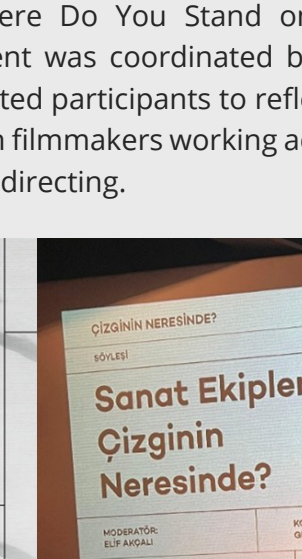 ere Do You Stand on
ent was coordinated b
ted participants to refle
n filmmakers working ac
directing.
ÇİZGİNİN NERESİNDE?
SÖYLEŞİ
Sanat Ekipler
Çizginin
Neresinde?
MODERATÖR:
ELİF AKÇALI